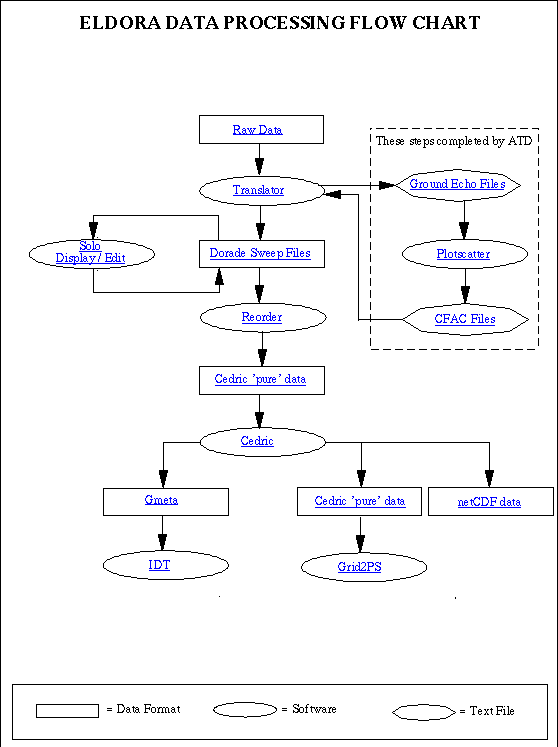 ELDORA DATA PROCESSING FLOW CHART
Raw Data
These steps completed by ATD
Translator
Ground Echo Files
Solo
Display / Edit
Dorade Sweep Files
Plotscatter
Reorder
CFAC Files
Cedric 'pure' data
Cedric
Gmeta
Cedric 'pure' data
netCDF data
IDT
Grid2PS
= Data Format
= Software
= Text File